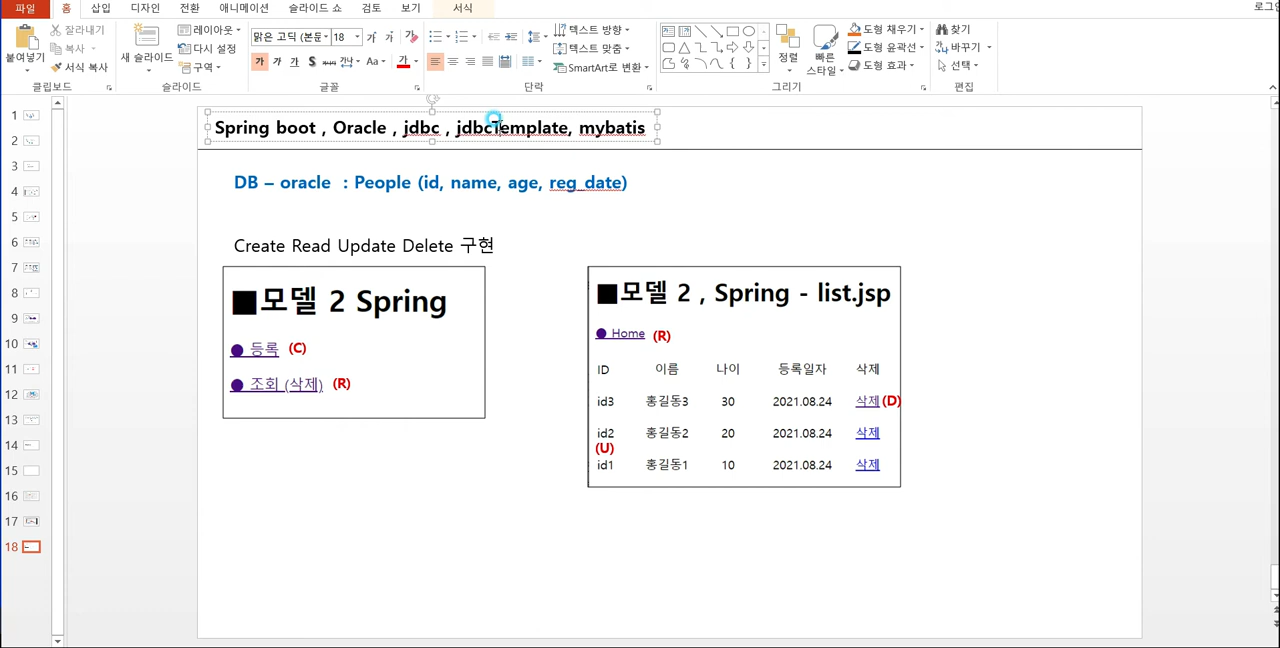 파일 홈 삽입 디자인 전환 애니메이션 슬라이드 쇼 검토 보기 서식
붙여넣기 잘라내기 복사 서식 복사
새 슬라이드 레이아웃 다시 설정 구역
맑은 고딕 (본문 18
가 가 가 S abc 가간 Aa 가
텍스트 방향
텍스트 맞춤
SmartArt로 변환
정렬 빠른 스타일
도형 채우기
도형 윤곽선
도형 효과
찾기
바꾸기
선택
클립보드 슬라이드 글꼴 단락 그리기 편집
1
2
3
4
5
6
7
8
9
10
11
12
13
14
15
16
17
18
Spring boot , Oracle , jdbc , jdbcTemplate, mybatis
DB – oracle : People (id, name, age, reg_date)
Create Read Update Delete 구현
■모델 2 Spring
● 등록 (C)
● 조회 (삭제) (R)
■모델 2 , Spring - list.jsp
● Home (R)
ID 이름 나이 등록일자 삭제
id3 홍길동3 30 2021.08.24 삭제 (D)
id2 홍길동2 20 2021.08.24 삭제
(U)
id1 홍길동1 10 2021.08.24 삭제